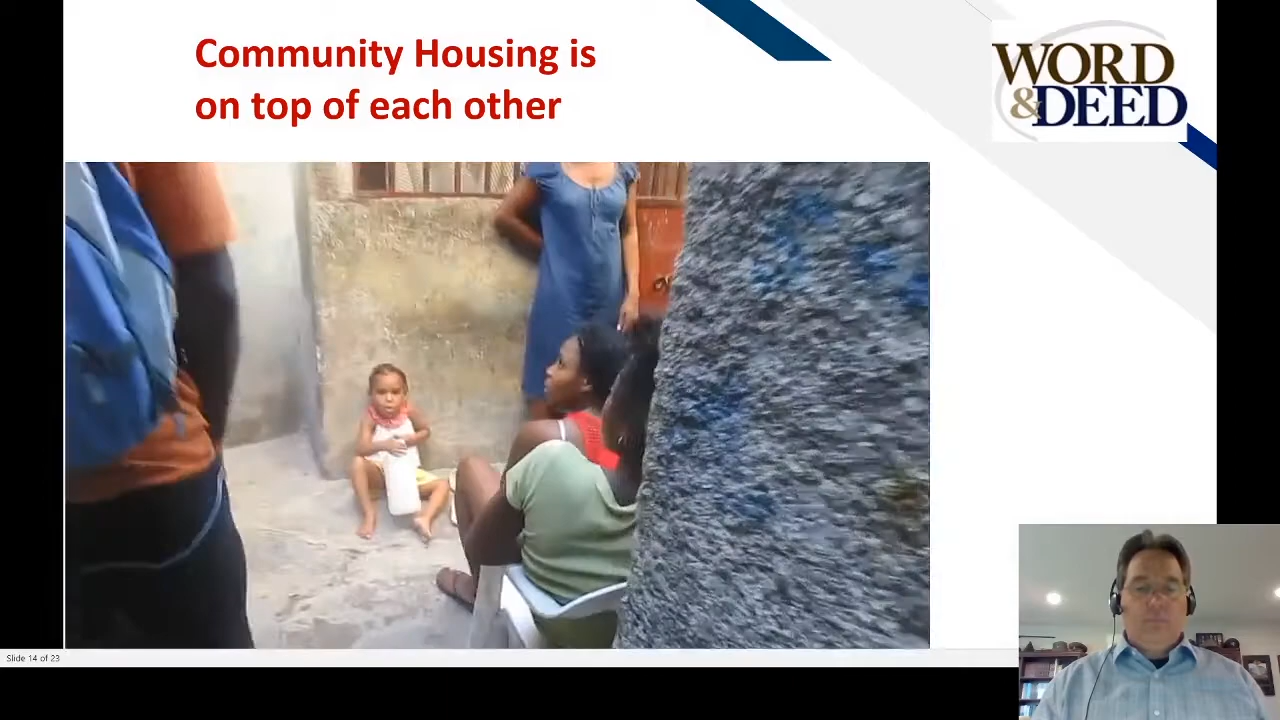 Community Housing is
on top of each other
WORD
&DEED
Slide 14 of 23